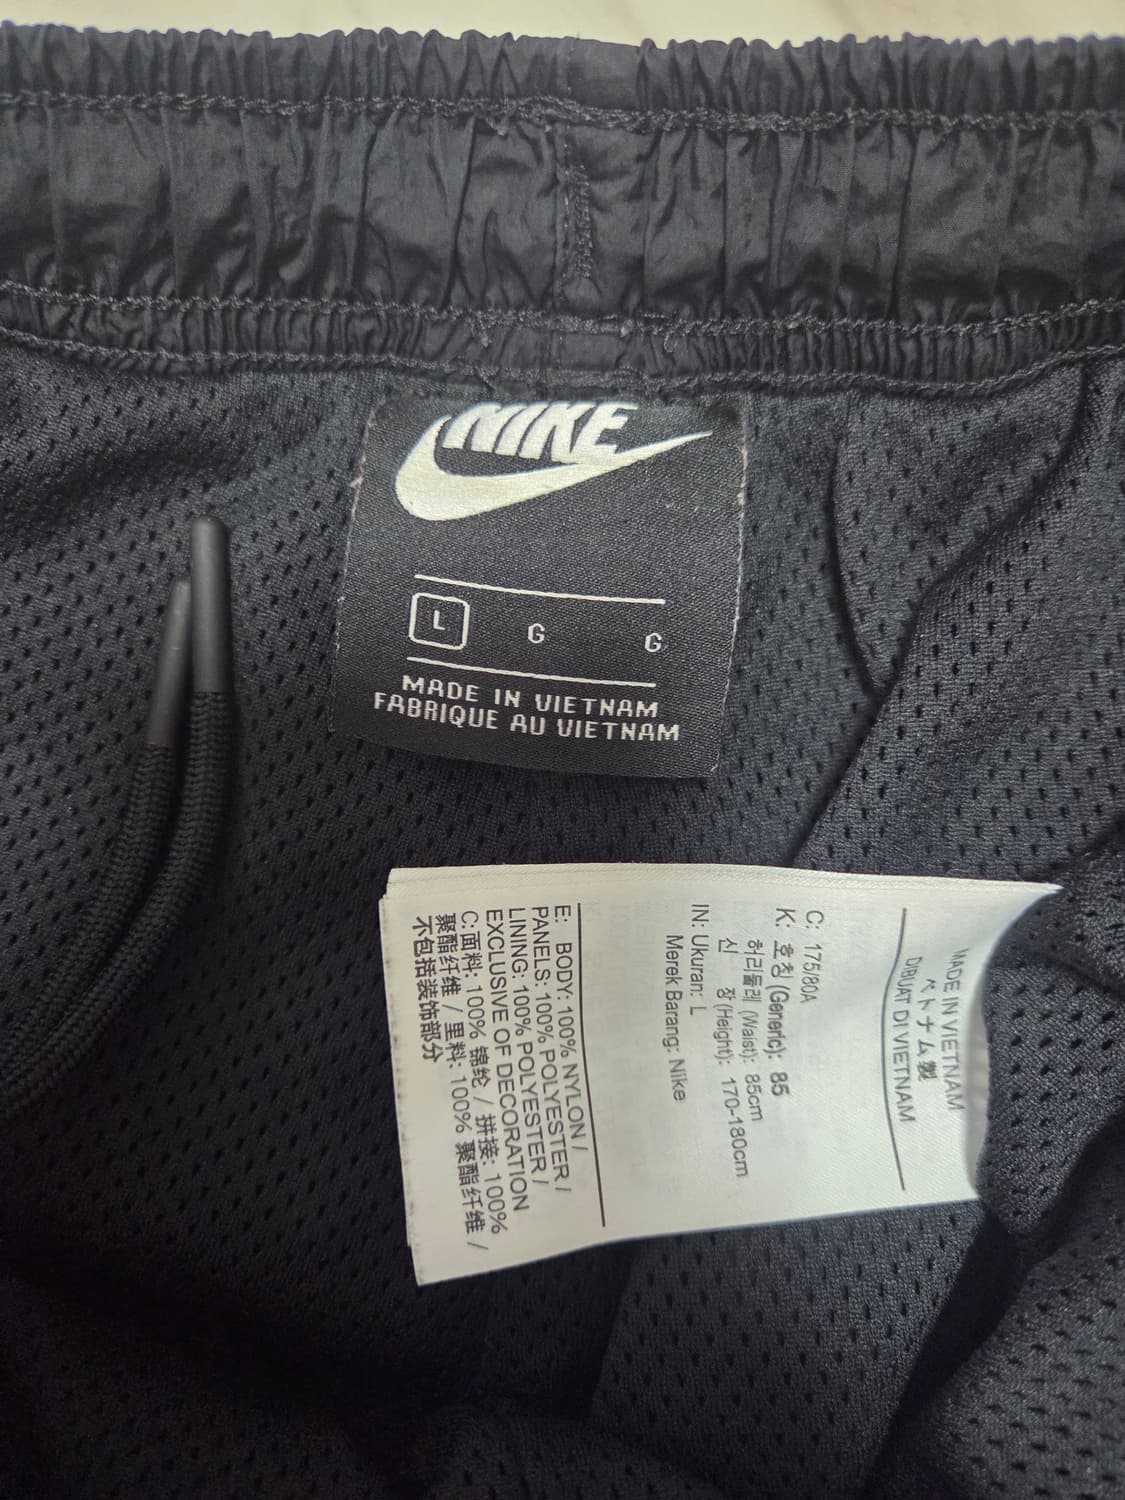 NIKE
L G G
MADE IN VIETNAM
FABRIQUE AU VIETNAM
MADE IN VIETNAM
ベトナム製
DIBUAT DI VIETNAM
C: 175/80A
K: 호칭 (Generic): 85
허리둘레 (Waist): 85cm
신 장 (Height): 170-180cm
IN: Ukuran: L
Merek Barang: Nike
E: BODY: 100% NYLON /
PANELS: 100% POLYESTER /
LINING: 100% POLYESTER /
EXCLUSIVE OF DECORATION
C:面料: 100% 锦纶 / 拼接: 100%
聚酯纤维 / 里料: 100% 聚酯纤维 /
不包括装饰部分